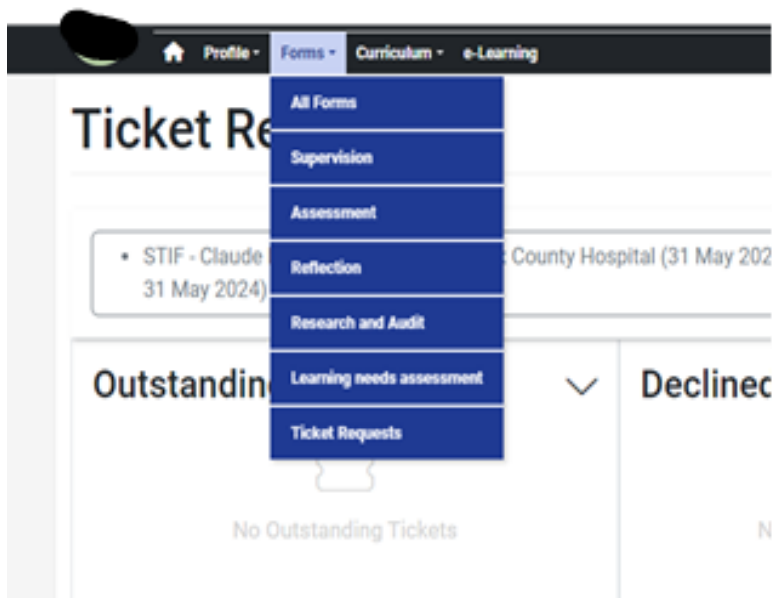 Profile Forms Curriculum e-Learning
All Forms
Ticket Re
Supervision
Assessment
STIF - Claude County Hospital (31 May 202
31 May 2024)
Reflection
Research and Audit
Outstandin Learning needs assessment Declined
Ticket Requests
No Outstanding Tickets N